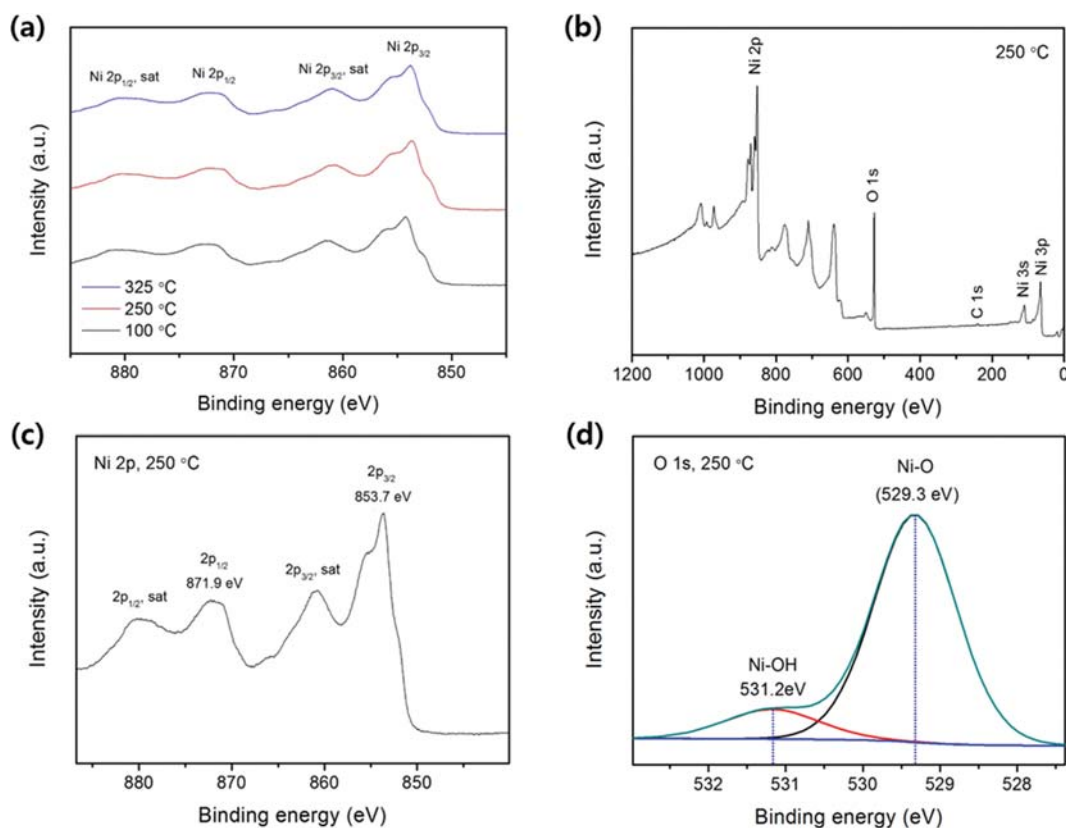 (a)
Ni 2p3/2
Ni 2p1/2, sat
Ni 2p1/2
Ni 2p3/2, sat
Intensity (a.u.)
325 °C
250 °C
100 °C
880
870
860
850
Binding energy (eV)
(b)
250 °C
Ni 2p
O 1s
C 1s
Ni 3s
Ni 3p
Intensity (a.u.)
1200
1000
800
600
400
200
0
Binding energy (eV)
(c)
Ni 2p, 250 °C
2p3/2
853.7 eV
2p1/2
871.9 eV
2p3/2, sat
2p1/2, sat
Intensity (a.u.)
880
870
860
850
Binding energy (eV)
(d)
O 1s, 250 °C
Ni-O
(529.3 eV)
Ni-OH
531.2eV
Intensity (a.u.)
532
531
530
529
528
Binding energy (eV)